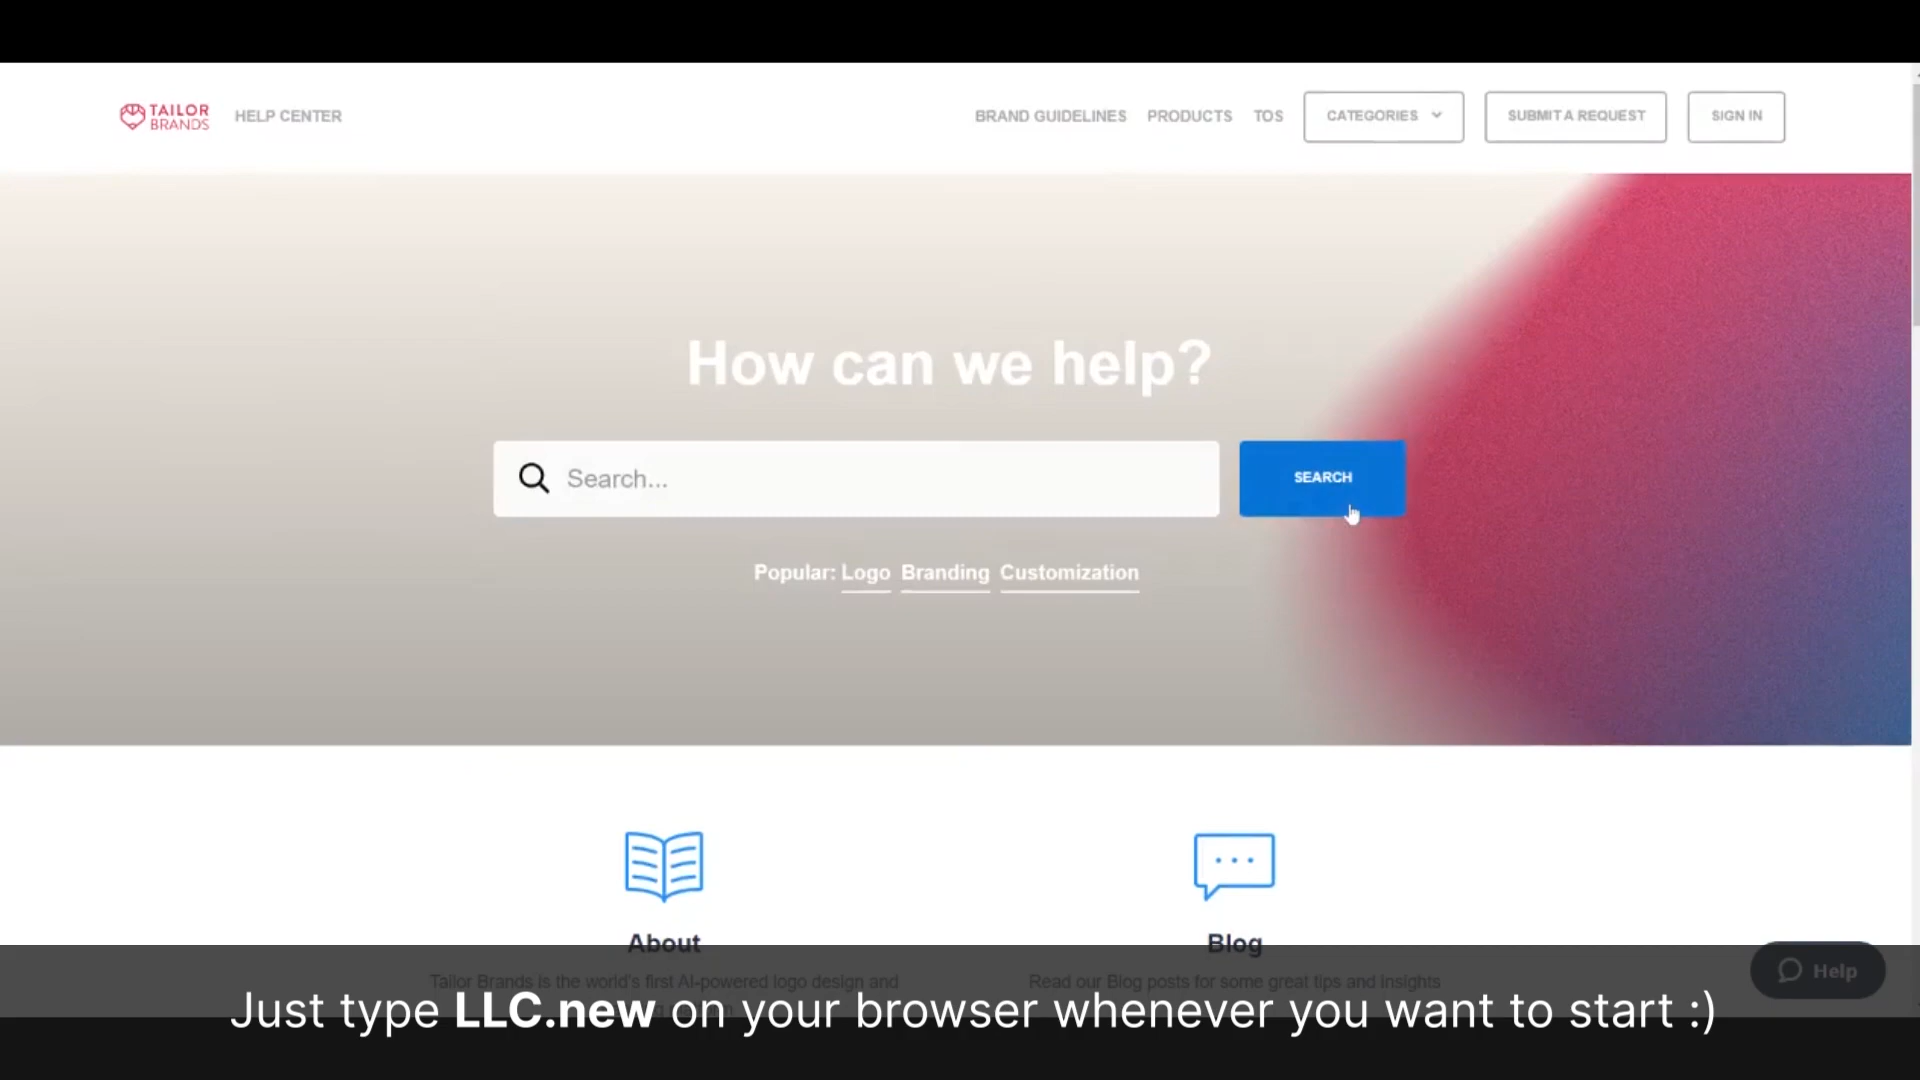 TAILOR
BRANDS
HELP CENTER
BRAND GUIDELINES
PRODUCTS
TOS
CATEGORIES
SUBMIT A REQUEST
SIGN IN
How can we help?
Search...
SEARCH
Popular: Logo Branding Customization
About
Blog
Tailor Brands is the world's first AI-powered logo design and
Read our Blog posts for some great tips and insights
Help
Just type LLC.new on your browser whenever you want to start :)